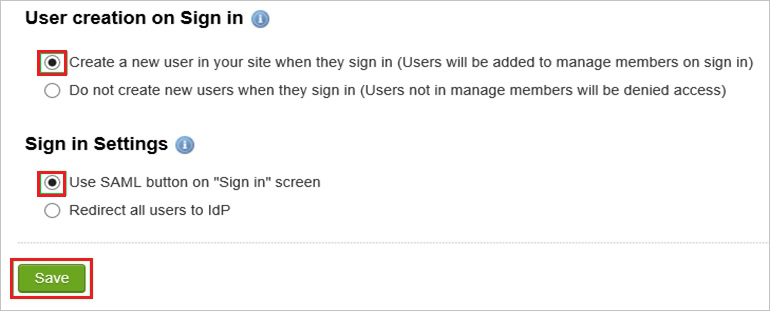 User creation on Sign in
Create a new user in your site when they sign in (Users will be added to manage members on sign in)
Do not create new users when they sign in (Users not in manage members will be denied access)
Sign in Settings
Use SAML button on "Sign in" screen
Redirect all users to IdP
Save